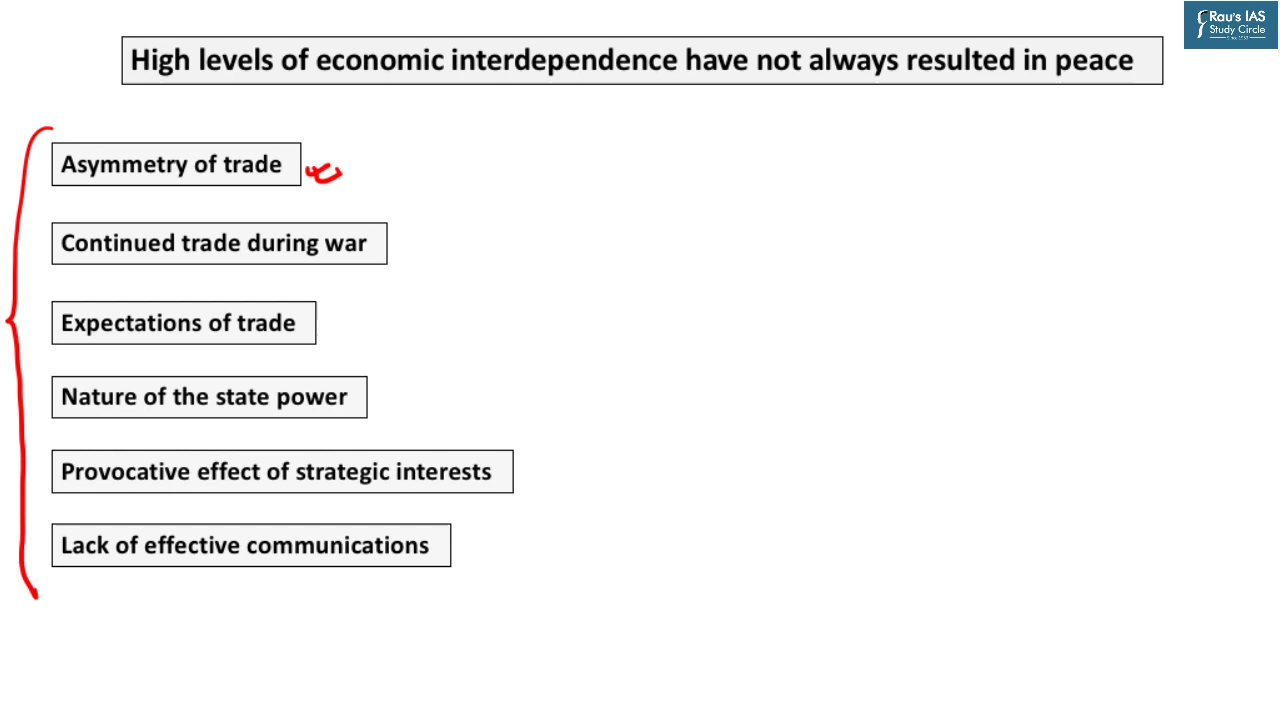 Rau's IAS
Study Circle
High levels of economic interdependence have not always resulted in peace
Asymmetry of trade
Continued trade during war
Expectations of trade
Nature of the state power
Provocative effect of strategic interests
Lack of effective communications